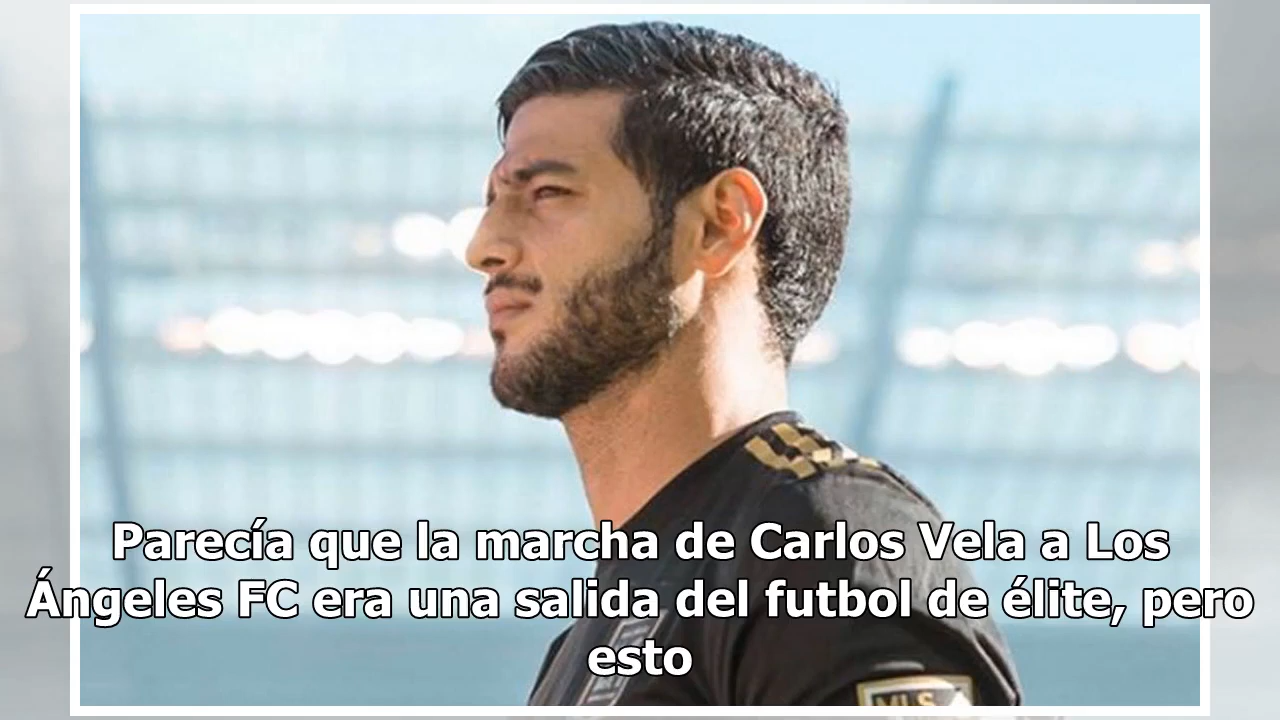 Parecía que la marcha de Carlos Vela a Los
Ángeles FC era una salida del futbol de élite, pero
esto
MLS